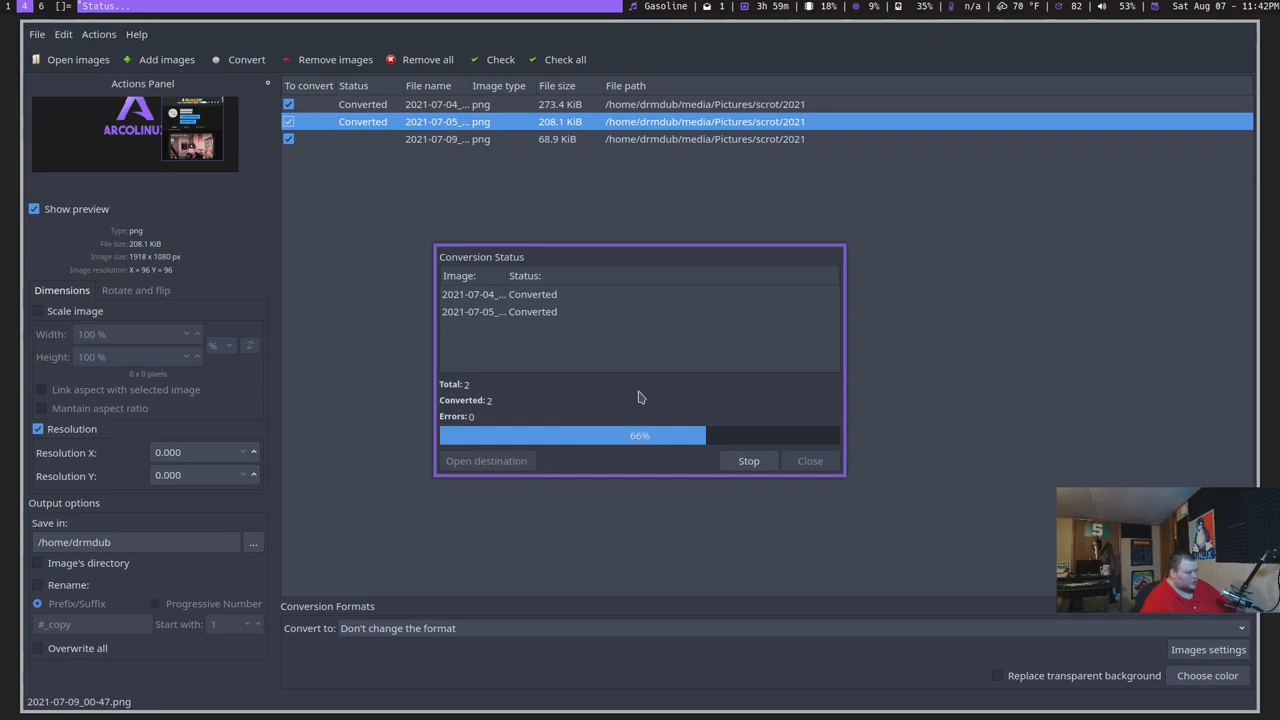 1 4 6 []= "Status... Gasoline 1 3h 59m 18% 9% 35% n/a 70 °F 82 53% Sat Aug 07 - 11:42PM
File Edit Actions Help
Open images Add images Convert Remove images Remove all Check Check all
Actions Panel
To convert Status File name Image type File size File path
Converted 2021-07-04_... png 273.4 KiB /home/drmdub/media/Pictures/scrot/2021
Converted 2021-07-05_... png 208.1 KiB /home/drmdub/media/Pictures/scrot/2021
2021-07-09_... png 68.9 KiB /home/drmdub/media/Pictures/scrot/2021
ARCOLINUX
Show preview
Type: png
File size: 208.1 KiB
Image size: 1918 x 1080 px
Image resolution: X = 96 Y = 96
Dimensions Rotate and flip
Scale image
Width: 100 %
Height: 100 %
%
0 x 0 pixels
Link aspect with selected image
Mantain aspect ratio
Resolution
Resolution X: 0.000
Resolution Y: 0.000
Output options
Save in:
/home/drmdub ...
Image's directory
Rename:
Prefix/Suffix Progressive Number
#_copy Start with: 1
Overwrite all
Conversion Status
Image: Status:
2021-07-04_... Converted
2021-07-05_... Converted
Total: 2
Converted: 2
Errors: 0
66%
Open destination Stop Close
Conversion Formats
Convert to: Don't change the format
Images settings
Replace transparent background Choose color
2021-07-09_00-47.png
LINUX